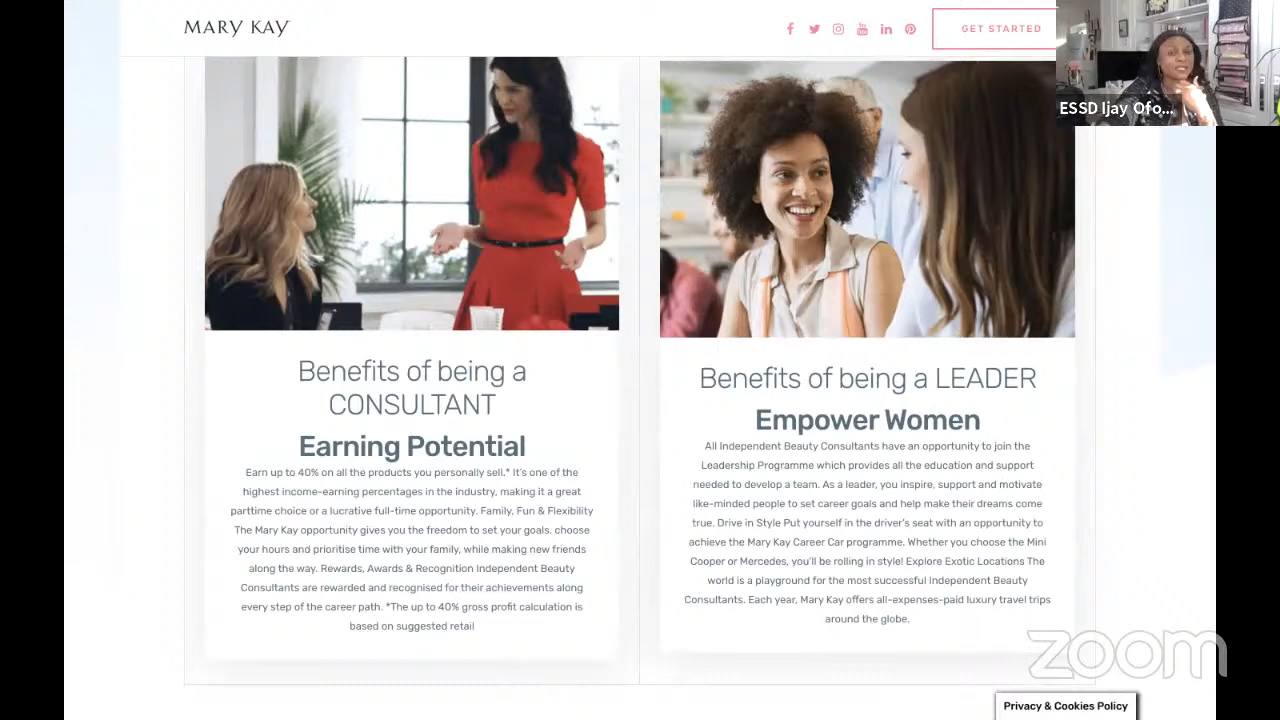 MARY KAY
GET STARTED
ESSD Ijay Ofo...
Benefits of being a
CONSULTANT
Earning Potential
Earn up to 40% on all the products you personally sell.* It's one of the
highest income-earning percentages in the industry, making it a great
parttime choice or a lucrative full-time opportunity. Family, Fun & Flexibility
The Mary Kay opportunity gives you the freedom to set your goals. choose
your hours and prioritise time with your family, while making new friends
along the way. Rewards, Awards & Recognition Independent Beauty
Consultants are rewarded and recognised for their achievements along
every step of the career path. *The up to 40% gross profit calculation is
based on suggested retail
Benefits of being a LEADER
Empower Women
All Independent Beauty Consultants have an opportunity to join the
Leadership Programme which provides all the education and support
needed to develop a team. As a leader, you inspire, support and motivate
like-minded people to set career goals and help make their dreams come
true. Drive in Style Put yourself in the driver's seat with an opportunity to
achieve the Mary Kay Career Car programme. Whether you choose the Mini
Cooper or Mercedes, you'll be rolling in style! Explore Exotic Locations The
world is a playground for the most successful Independent Beauty
Consultants. Each year, Mary Kay offers all-expenses-paid luxury travel trips
around the globe.
zoom
Privacy & Cookies Policy